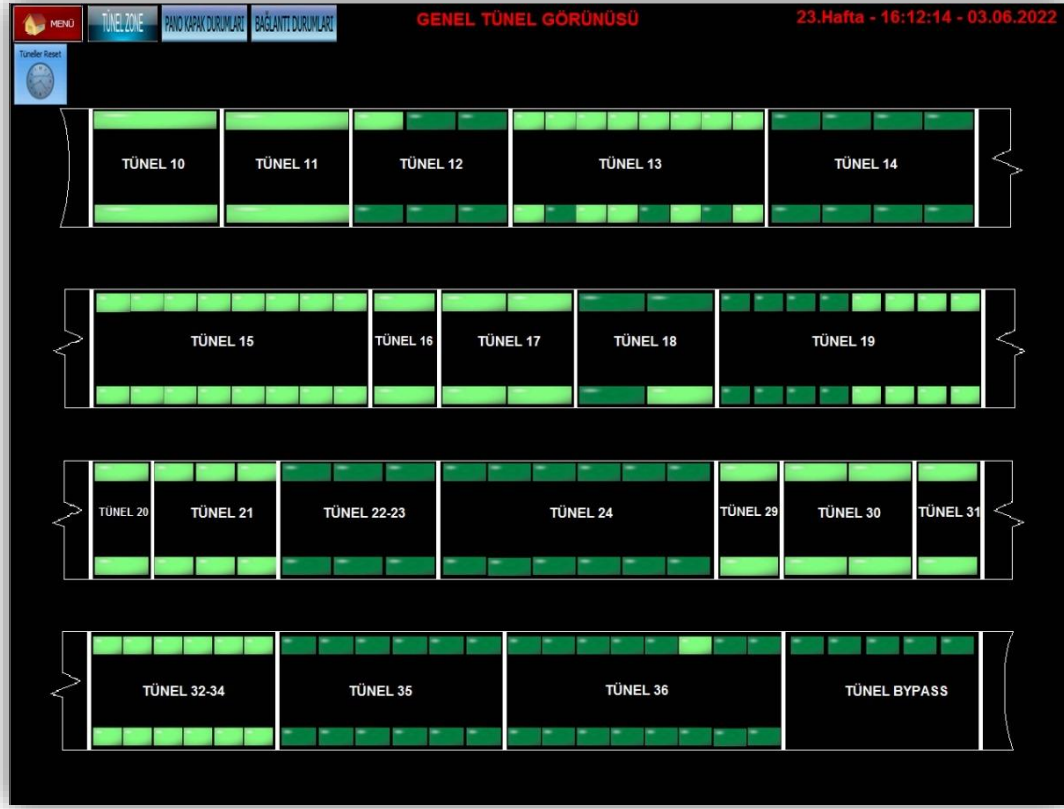 MENÜ
TÜNEL ZONE
PANO KAPAK DURUMLARI
BAĞLANTI DURUMLARI
GENEL TÜNEL GÖRÜNÜSÜ
23.Hafta - 16:12:14 - 03.06.2022
Tüneller Reset
TÜNEL 10
TÜNEL 11
TÜNEL 12
TÜNEL 13
TÜNEL 14
TÜNEL 15
TÜNEL 16
TÜNEL 17
TÜNEL 18
TÜNEL 19
TÜNEL 20
TÜNEL 21
TÜNEL 22-23
TÜNEL 24
TÜNEL 29
TÜNEL 30
TÜNEL 31
TÜNEL 32-34
TÜNEL 35
TÜNEL 36
TÜNEL BYPASS